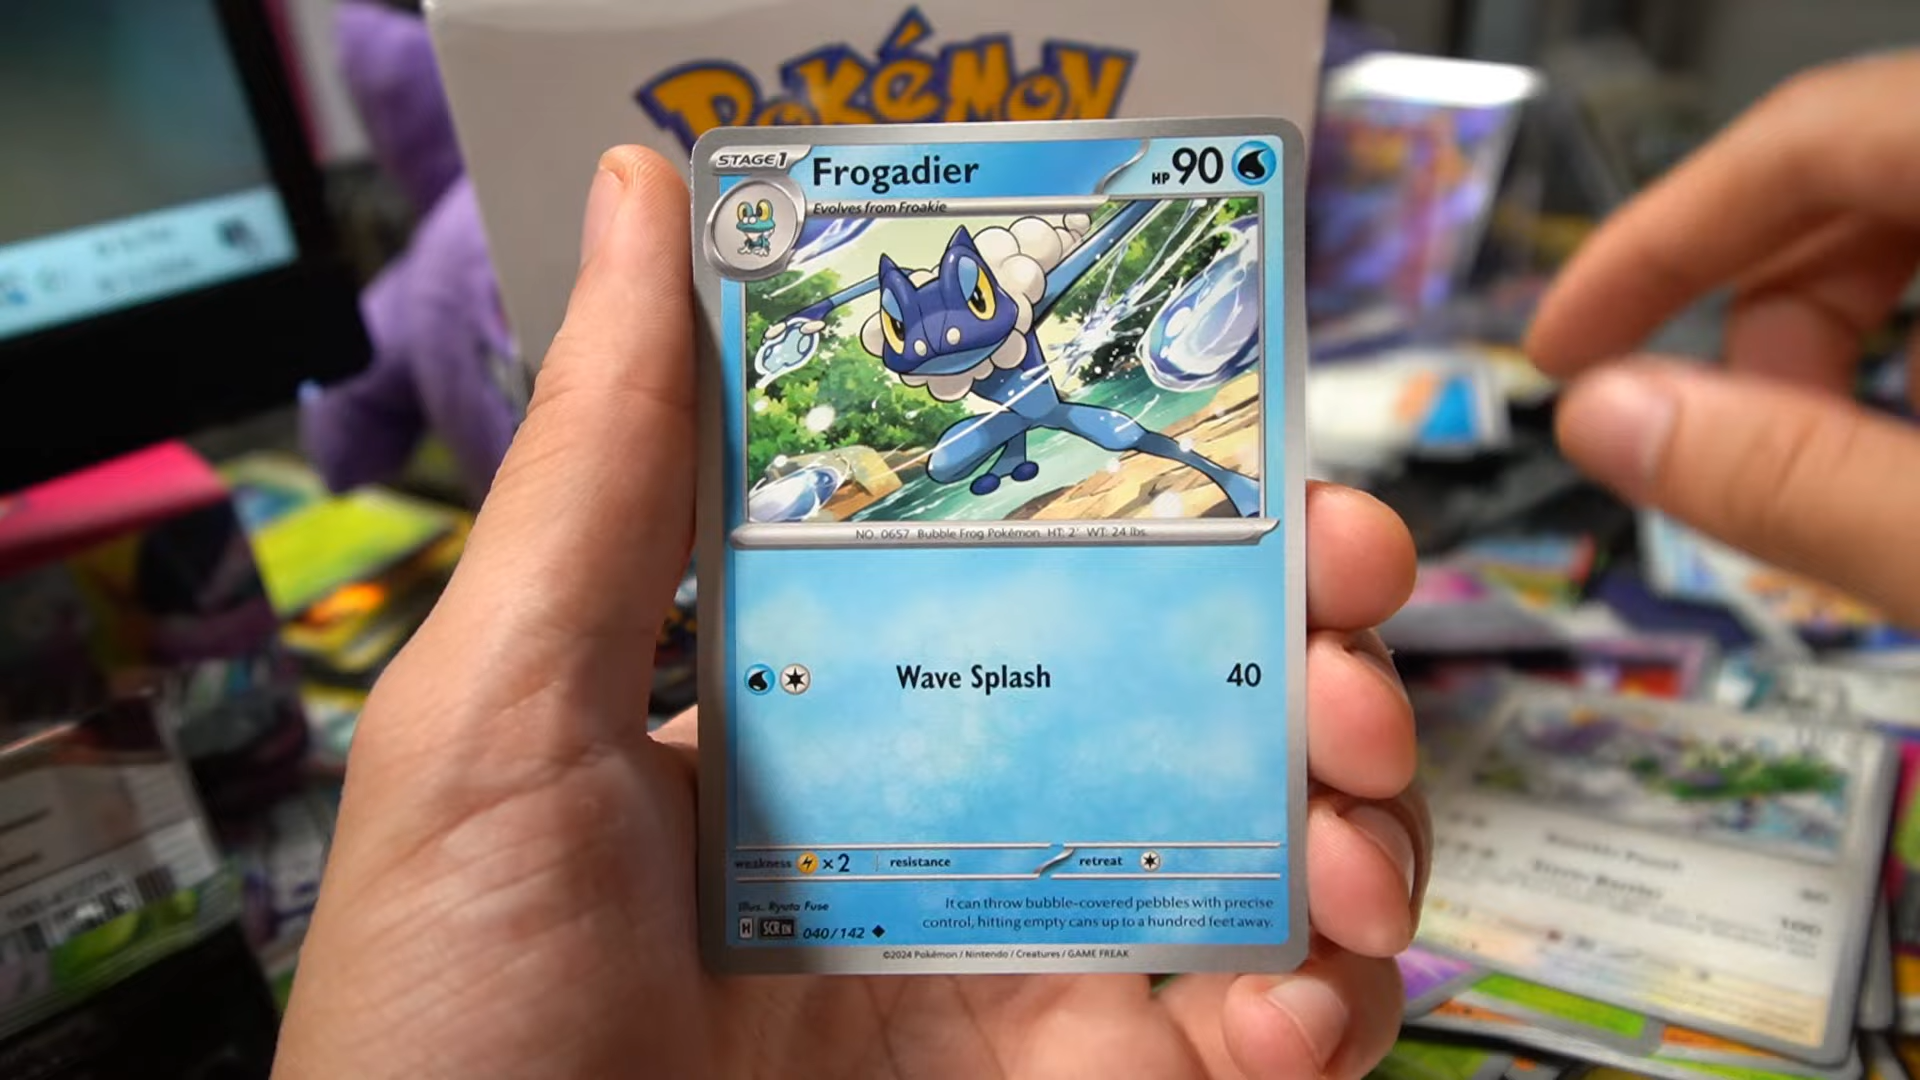 POKéMON
STAGE 1
Frogadier
HP 90
Evolves from Froakie
NO. 0657 Bubble Frog Pokémon HT: 2' WT: 24 lbs.
Wave Splash 40
weakness ×2 resistance retreat
Illus. Ryuta Fuse
It can throw bubble-covered pebbles with precise
control, hitting empty cans up to a hundred feet away.
H SCR EN 040/142
©2024 Pokémon / Nintendo / Creatures / GAME FREAK